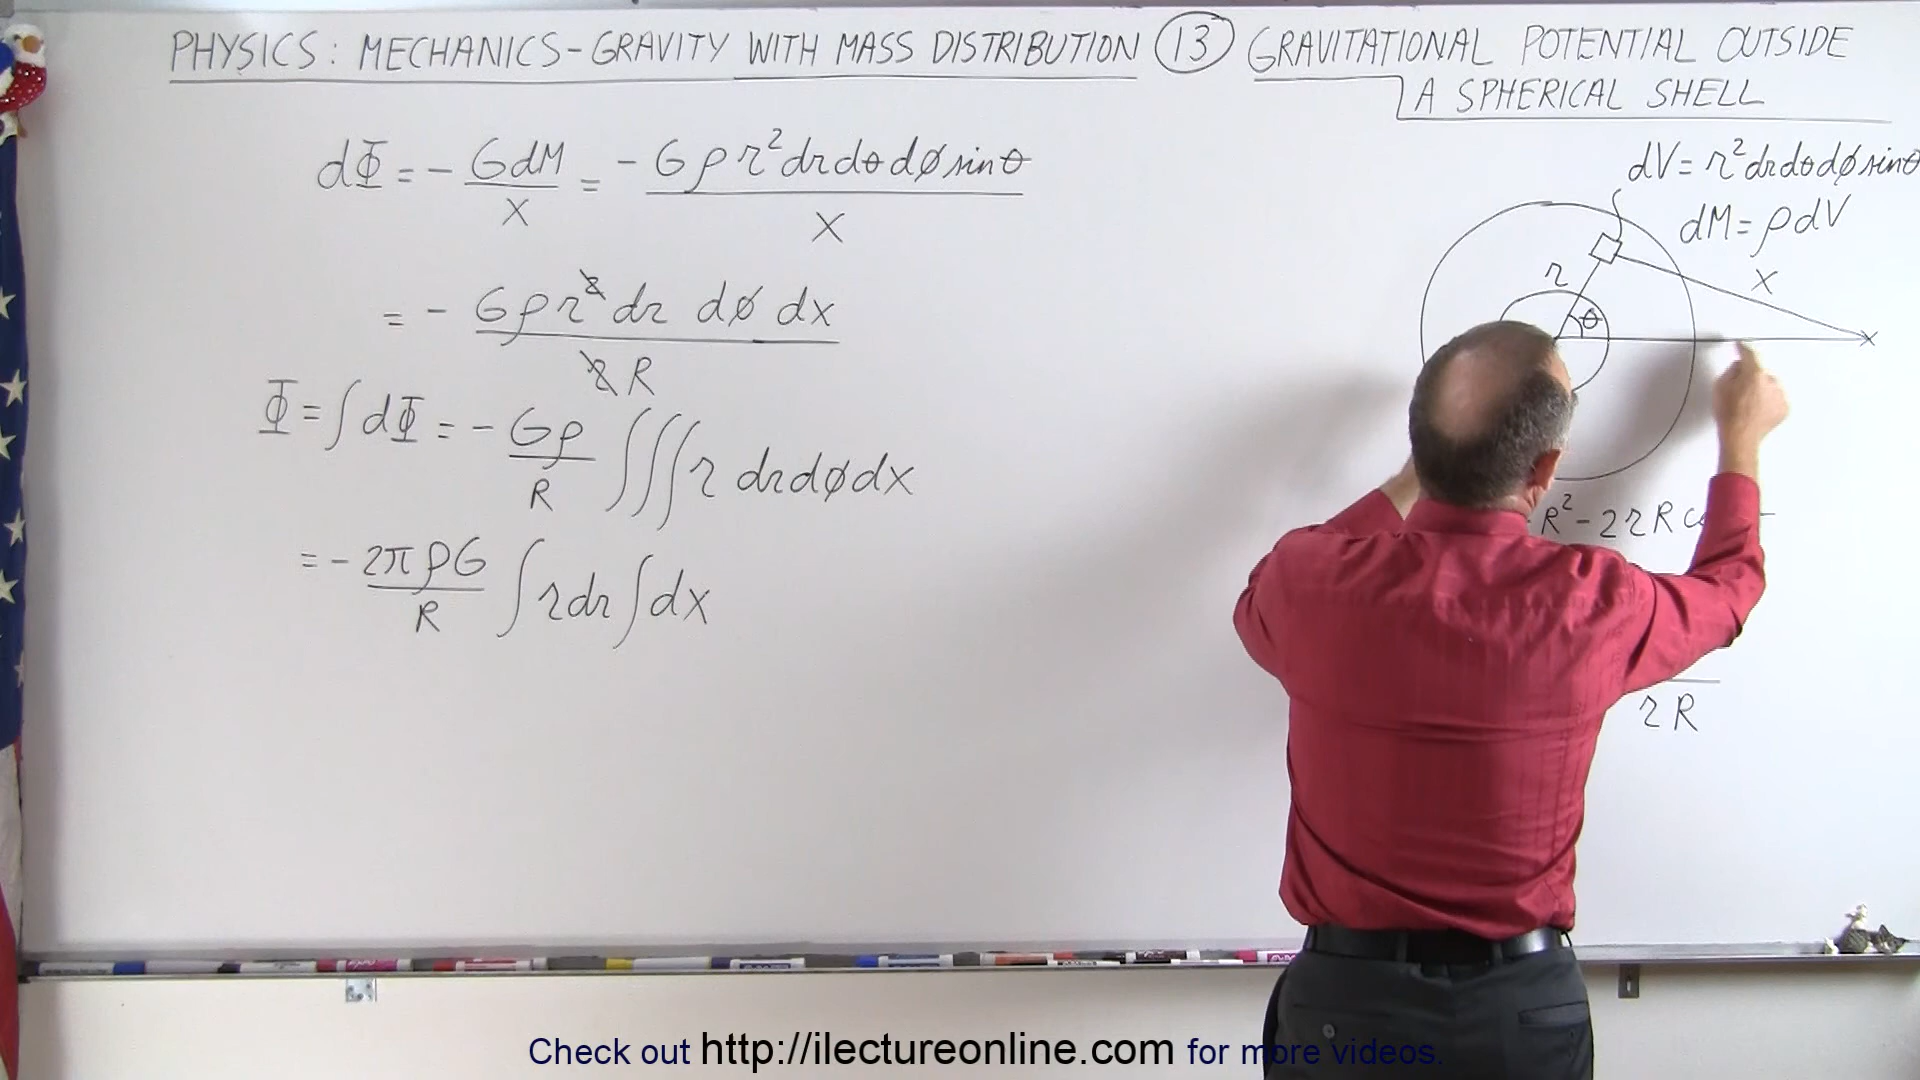 PHYSICS: MECHANICS-GRAVITY WITH MASS DISTRIBUTION 13 GRAVITATIONAL POTENTIAL OUTSIDE
A SPHERICAL SHELL
dΦ = - GdM / x = -Gρr²drdθdϕsinθ / x
= - Gρr²dr dϕ dx / rR
Φ = ∫dΦ = - Gρ / R ∫∫∫ r drdϕdx
= - 2πρG / R ∫rdr∫dx
dV = r²drdθdϕsinθ
dM = ρdV
r
x
θ
R² - 2rR
rR
Check out http://ilectureonline.com for more videos.